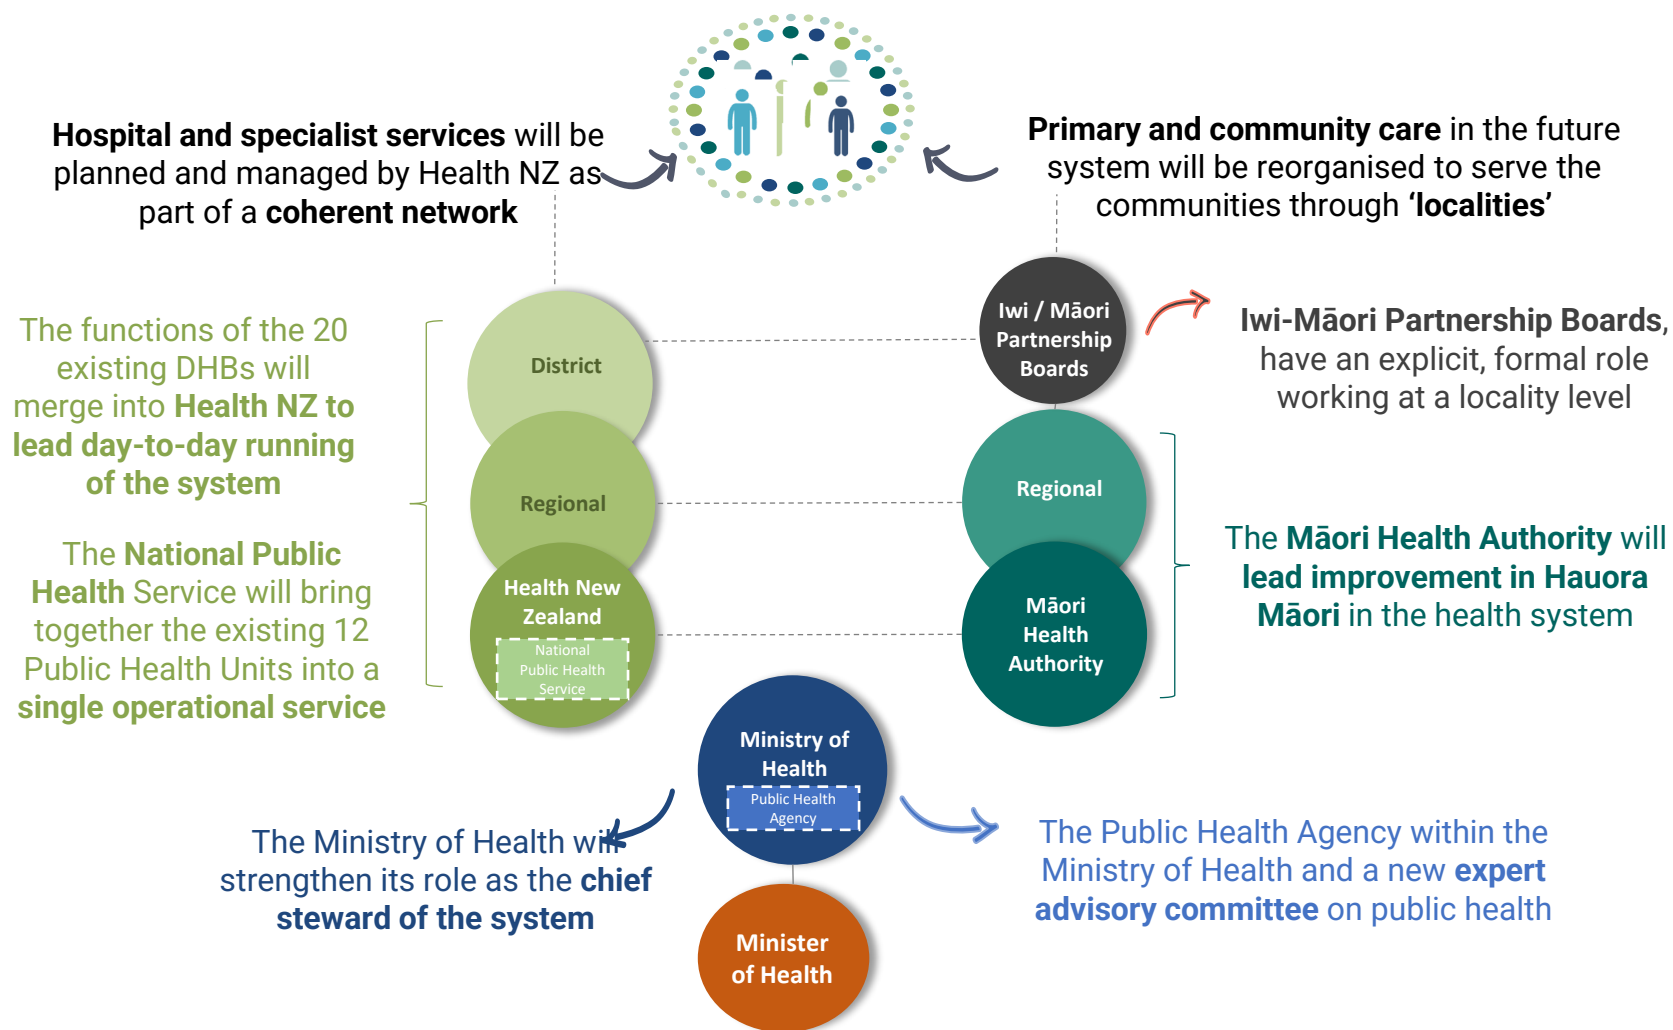 Hospital and specialist services will be
planned and managed by Health NZ as
part of a coherent network
Primary and community care in the future
system will be reorganised to serve the
communities through ‘localities’
The functions of the 20
existing DHBs will
merge into Health NZ to
lead day-to-day running
of the system
The National Public
Health Service will bring
together the existing 12
Public Health Units into a
single operational service
District
Regional
Health New
Zealand
National
Public Health
Service
Iwi / Māori
Partnership
Boards
Regional
Māori
Health
Authority
Iwi-Māori Partnership Boards,
have an explicit, formal role
working at a locality level
The Māori Health Authority will
lead improvement in Hauora
Māori in the health system
Ministry of
Health
Public Health
Agency
The Ministry of Health will
strengthen its role as the chief
steward of the system
The Public Health Agency within the
Ministry of Health and a new expert
advisory committee on public health
Minister
of Health